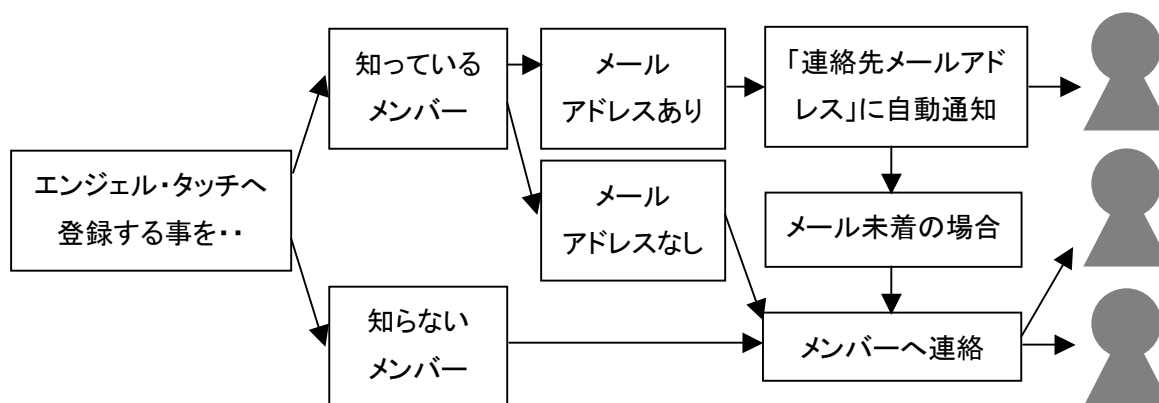 エンジェル・タッチへ
登録する事を・・
知っている
メンバー
メール
アドレスあり
「連絡先メールアド
レス」に自動通知
メール
アドレスなし
メール未着の場合
知らない
メンバー
メンバーへ連絡